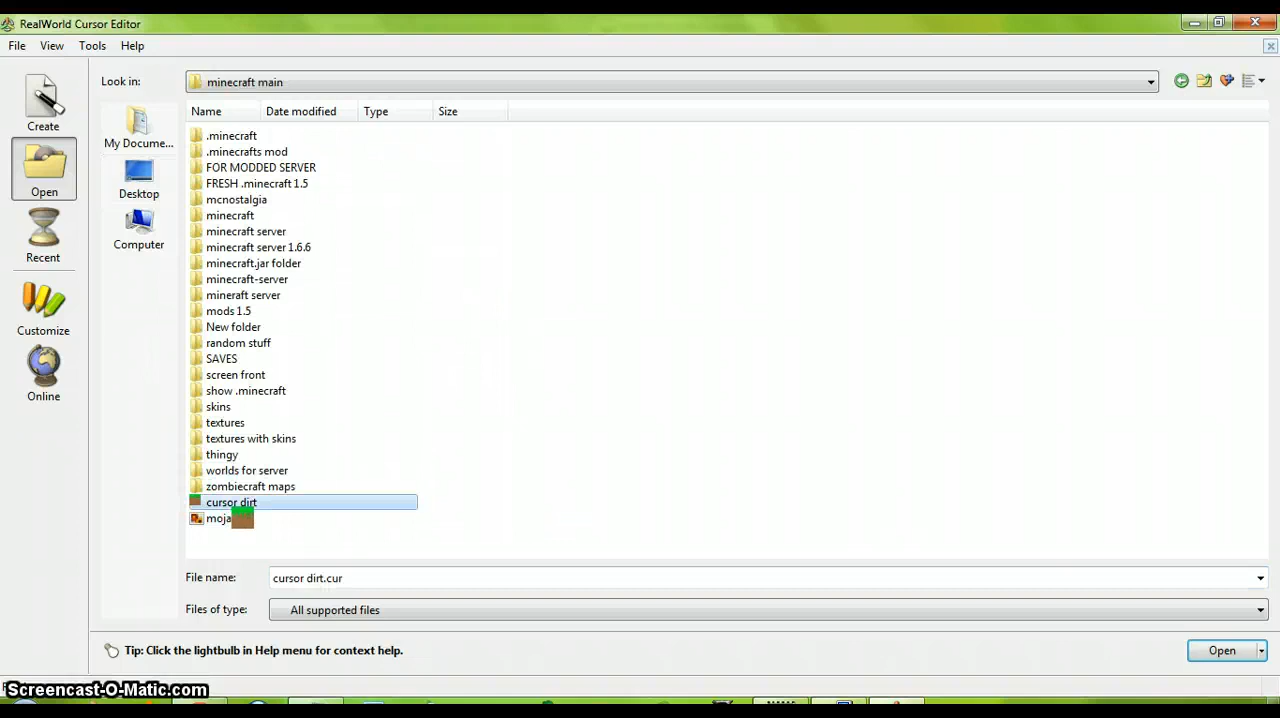 RealWorld Cursor Editor
File View Tools Help
Look in: minecraft main
Create
Open
Recent
Customize
Online
My Docume...
Desktop
Computer
Name Date modified Type Size
.minecraft
.minecrafts mod
FOR MODDED SERVER
FRESH .minecraft 1.5
mcnostalgia
minecraft
minecraft server
minecraft server 1.6.6
minecraft.jar folder
minecraft-server
mineraft server
mods 1.5
New folder
random stuff
SAVES
screen front
show .minecraft
skins
textures
textures with skins
thingy
worlds for server
zombiecraft maps
cursor dirt
moja
File name: cursor dirt.cur
Files of type: All supported files
Tip: Click the lightbulb in Help menu for context help.
Open
Screencast-O-Matic.com